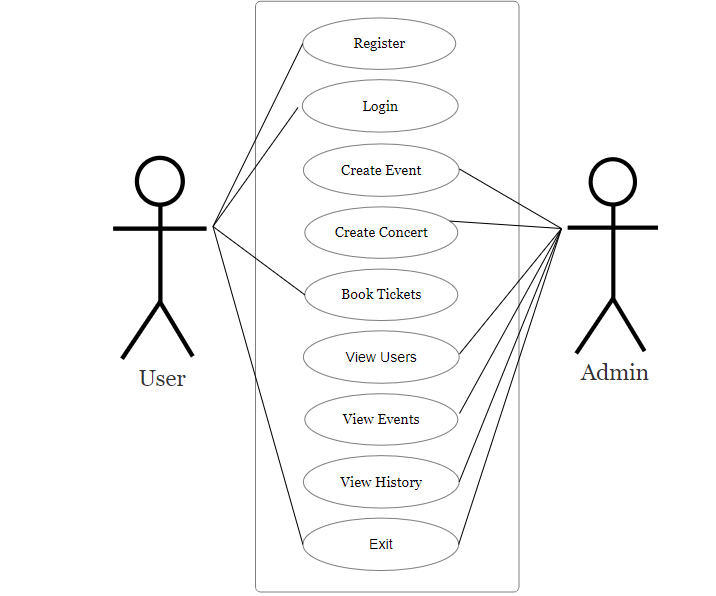 Register
Login
Create Event
Create Concert
Book Tickets
View Users
View Events
View History
Exit
User
Admin